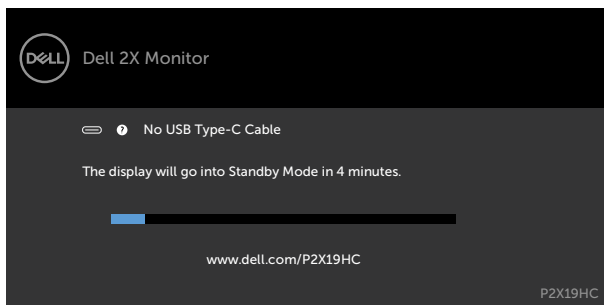 DELL
Dell 2X Monitor
? No USB Type-C Cable
The display will go into Standby Mode in 4 minutes.
www.dell.com/P2X19HC
P2X19HC